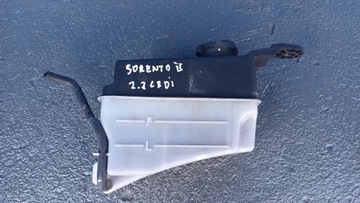 SORENTO II
2.2 CRDi
F
L